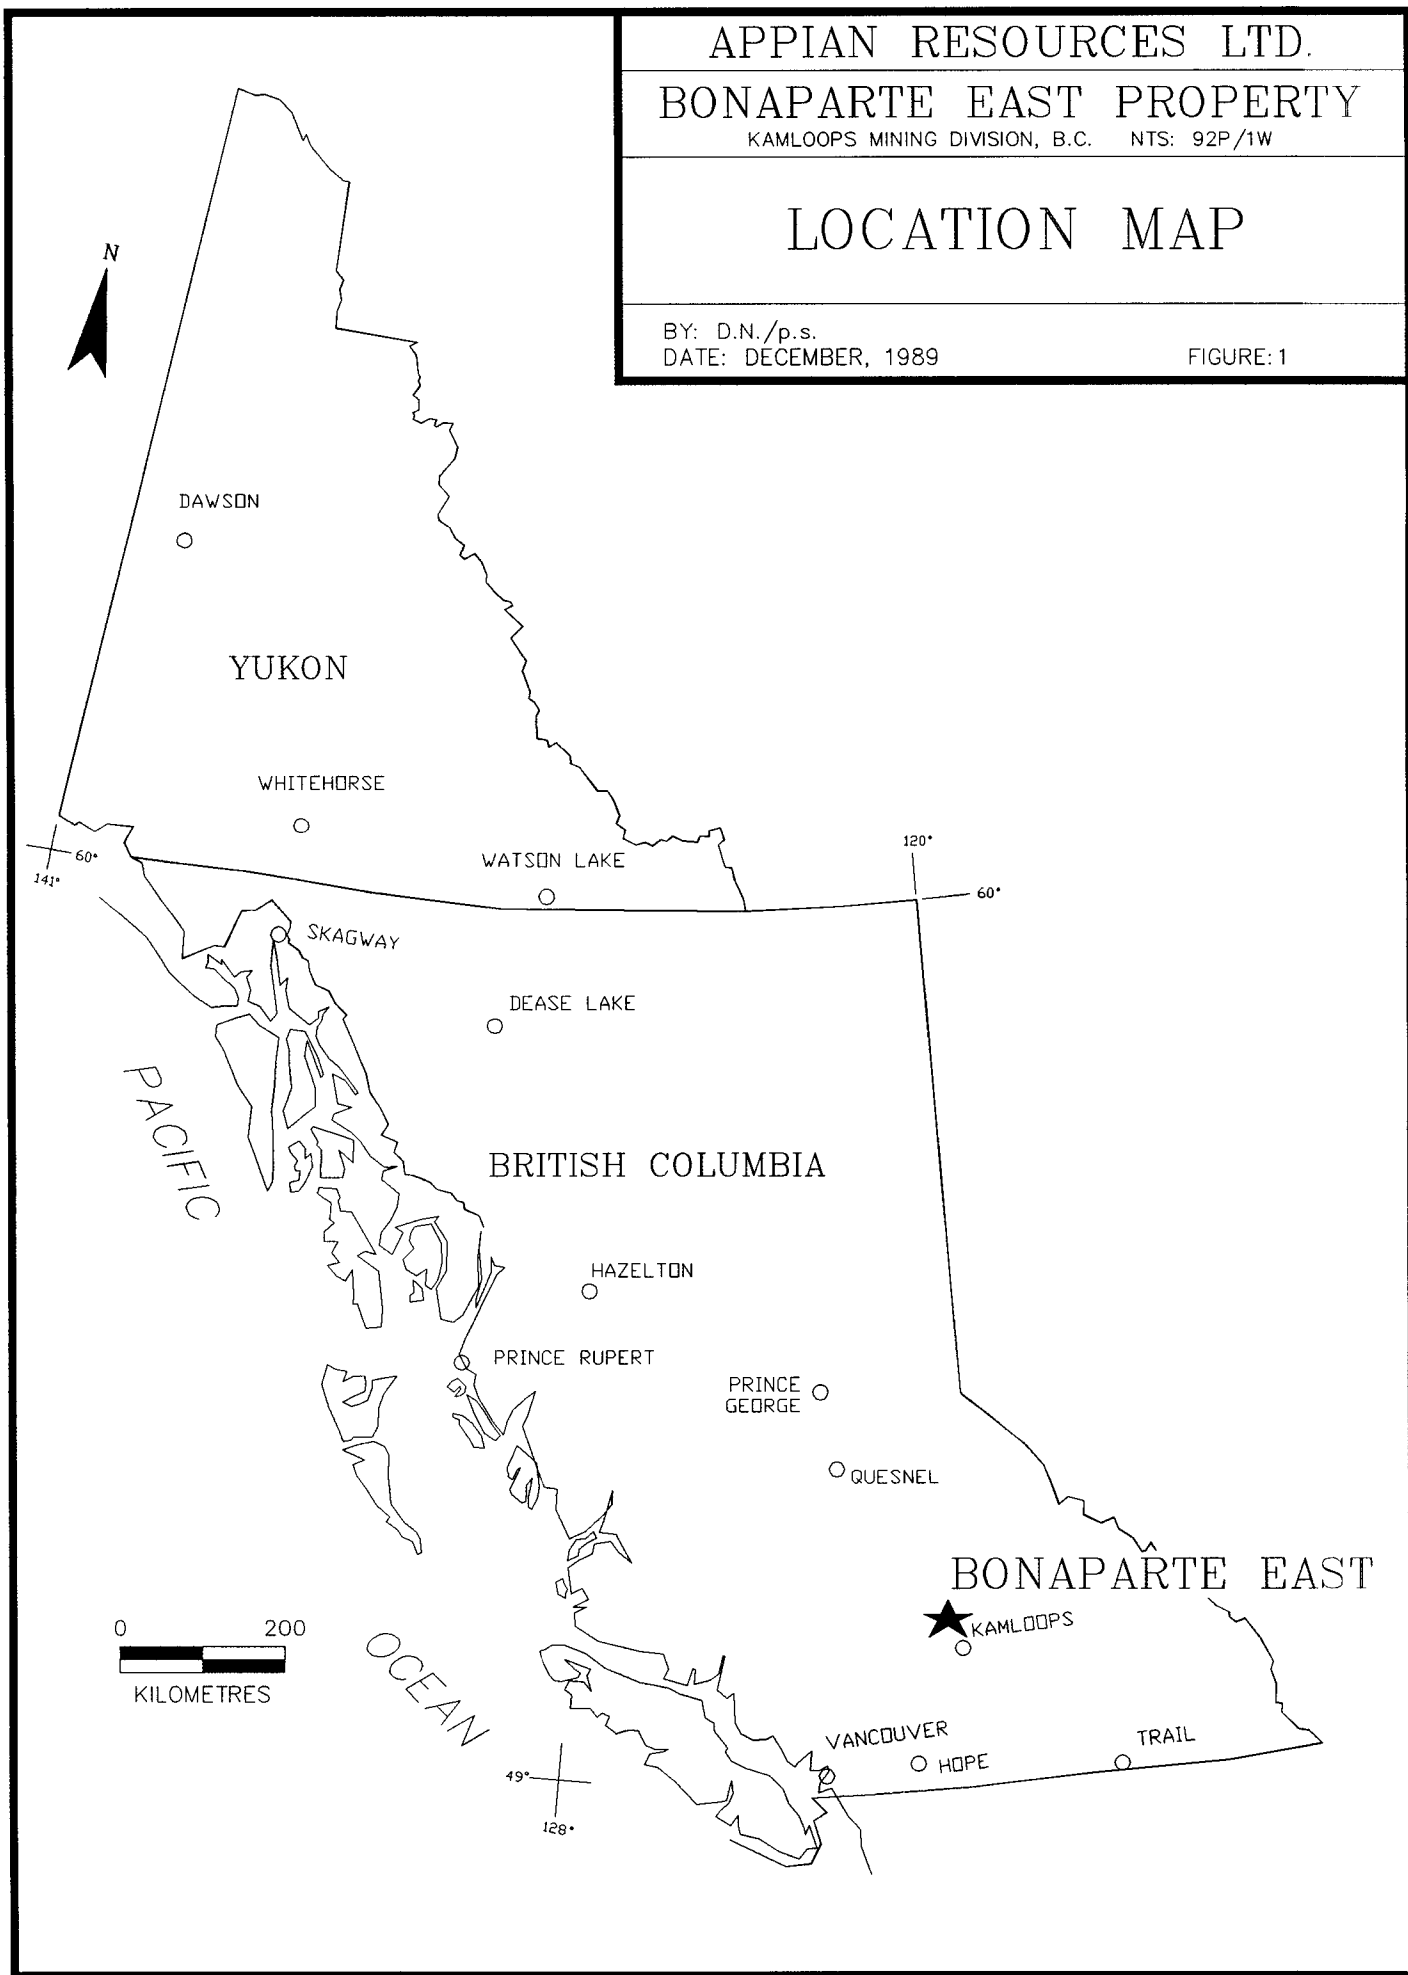 APPIAN RESOURCES LTD.
BONAPARTE EAST PROPERTY
KAMLOOPS MINING DIVISION, B.C. NTS: 92P/1W
LOCATION MAP
BY: D.N./p.s.
DATE: DECEMBER, 1989 FIGURE: 1
N
DAWSON
YUKON
WHITEHORSE
WATSON LAKE
120°
60°
141°
60°
SKAGWAY
DEASE LAKE
PACIFIC
BRITISH COLUMBIA
HAZELTON
PRINCE RUPERT
PRINCE
GEORGE
QUESNEL
BONAPARTE EAST
KAMLOOPS
0 200
KILOMETRES
OCEAN
VANCOUVER
HOPE
TRAIL
49°
128°